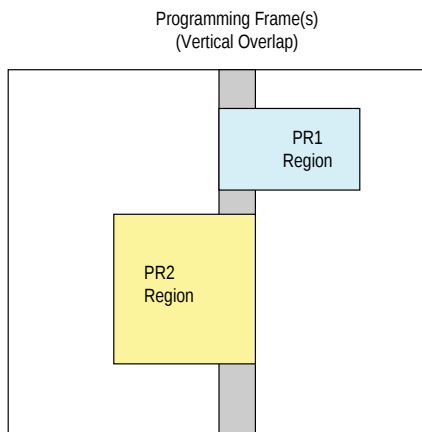 Programming Frame(s)
(Vertical Overlap)
PR1
Region
PR2
Region